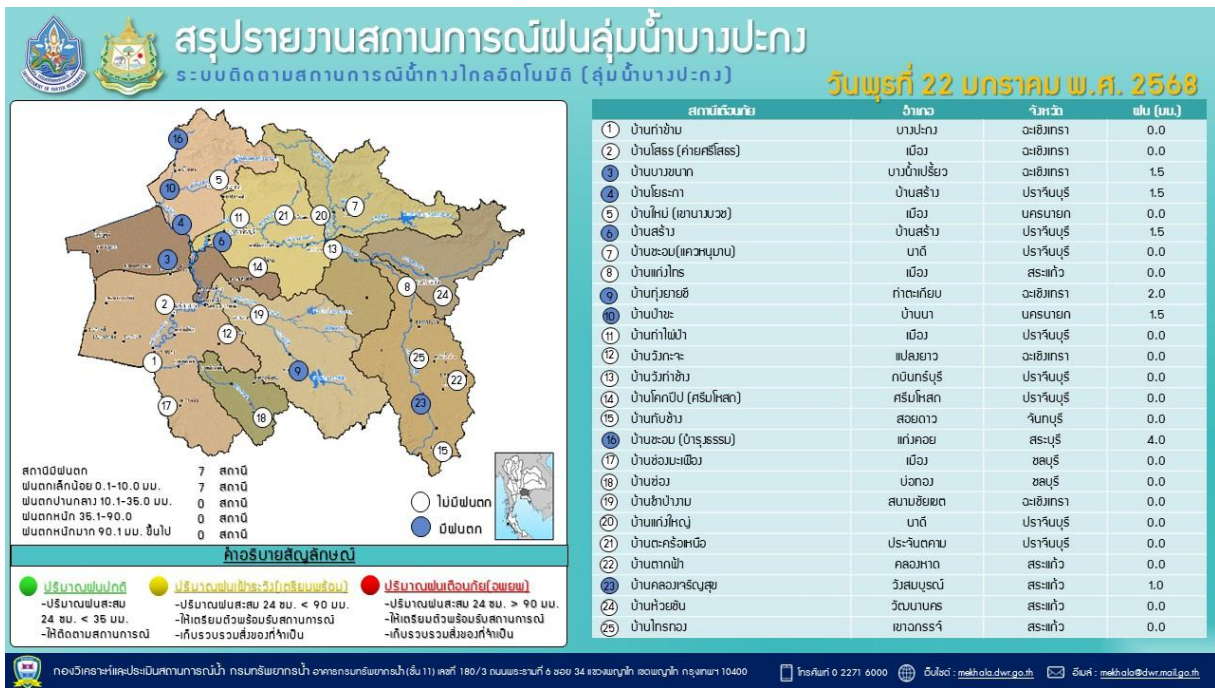 สรุปรายงานสถานการณ์ฝนลุ่มน้ำบางปะกง
ระบบติดตามสถานการณ์น้ำทางไกลอัตโนมัติ (ลุ่มน้ำบางปะกง)
วันพุธที่ 22 มกราคม พ.ศ. 2568
สถานีเตือนภัย อำเภอ จังหวัด ฝน (มม.)
1 บ้านท่าข้าม บางปะกง ฉะเชิงเทรา 0.0
2 บ้านโสธร (ค่ายศรีโสธร) เมือง ฉะเชิงเทรา 0.0
3 บ้านบางขนาก บางน้ำเปรี้ยว ฉะเชิงเทรา 1.5
4 บ้านโยธะกา บ้านสร้าง ปราจีนบุรี 1.5
5 บ้านใหม่ (เขานางบวช) เมือง นครนายก 0.0
6 บ้านสร้าง บ้านสร้าง ปราจีนบุรี 1.5
7 บ้านชะอม(แควหนุมาน) นาดี ปราจีนบุรี 0.0
8 บ้านแก่งไทร เมือง สระแก้ว 0.0
9 บ้านทุ่งยายชี ท่าตะเกียบ ฉะเชิงเทรา 2.0
10 บ้านป่าขะ บ้านนา นครนายก 1.5
11 บ้านท่าไผ่ป่า เมือง ปราจีนบุรี 0.0
12 บ้านวังกะจะ แปลงยาว ฉะเชิงเทรา 0.0
13 บ้านวังท่าช้าง กบินทร์บุรี ปราจีนบุรี 0.0
14 บ้านโคกปีป (ศรีมโหสถ) ศรีมโหสถ ปราจีนบุรี 0.0
15 บ้านทับช้าง สอยดาว จันทบุรี 0.0
16 บ้านชะอม (บำรุงธรรม) แก่งคอย สระบุรี 4.0
17 บ้านช่องมะเฟือง เมือง ชลบุรี 0.0
18 บ้านช่อง บ่อทอง ชลบุรี 0.0
19 บ้านชำป่างาม สนามชัยเขต ฉะเชิงเทรา 0.0
20 บ้านแก่งใหญ่ นาดี ปราจีนบุรี 0.0
21 บ้านตะคร้อเหนือ ประจันตคาม ปราจีนบุรี 0.0
22 บ้านตากฟ้า คลองหาด สระแก้ว 0.0
23 บ้านคลองเจริญสุข วังสมบูรณ์ สระแก้ว 1.0
24 บ้านห้วยชัน วัฒนานคร สระแก้ว 0.0
25 บ้านไทรทอง เขาฉกรรจ์ สระแก้ว 0.0
สถานีมีฝนตก 7 สถานี
ฝนตกเล็กน้อย 0.1-10.0 มม. 7 สถานี
ฝนตกปานกลาง 10.1-35.0 มม. 0 สถานี
ฝนตกหนัก 35.1-90.0 0 สถานี
ฝนตกหนักมาก 90.1 มม. ขึ้นไป 0 สถานี
ไม่มีฝนตก
มีฝนตก
คำอธิบายสัญลักษณ์
ปริมาณฝนปกติ
-ปริมาณฝนสะสม
24 ชม. < 35 มม.
-ให้ติดตามสถานการณ์
ปริมาณฝนเฝ้าระวัง(เตรียมพร้อม)
-ปริมาณฝนสะสม 24 ชม. < 90 มม.
-ให้เตรียมตัวพร้อมรับสถานการณ์
-เก็บรวบรวมสิ่งของที่จำเป็น
ปริมาณฝนเตือนภัย(อพยพ)
-ปริมาณฝนสะสม 24 ชม. > 90 มม.
-ให้เตรียมตัวพร้อมรับสถานการณ์
-เก็บรวบรวมสิ่งของที่จำเป็น
กองวิเคราะห์และประเมินสถานการณ์น้ำ กรมทรัพยากรน้ำ อาคารกรมทรัพยากรน้ำ (ชั้น 11) เลขที่ 180/3 ถนนพระรามที่ 6 ซอย 34 แขวงพญาไท เขตพญาไท กรุงเทพฯ 10400
โทรศัพท์ 0 2271 6000
เว็บไซต์ : mekhala.dwr.go.th
อีเมล์ : mekhala@dwr.mail.go.th